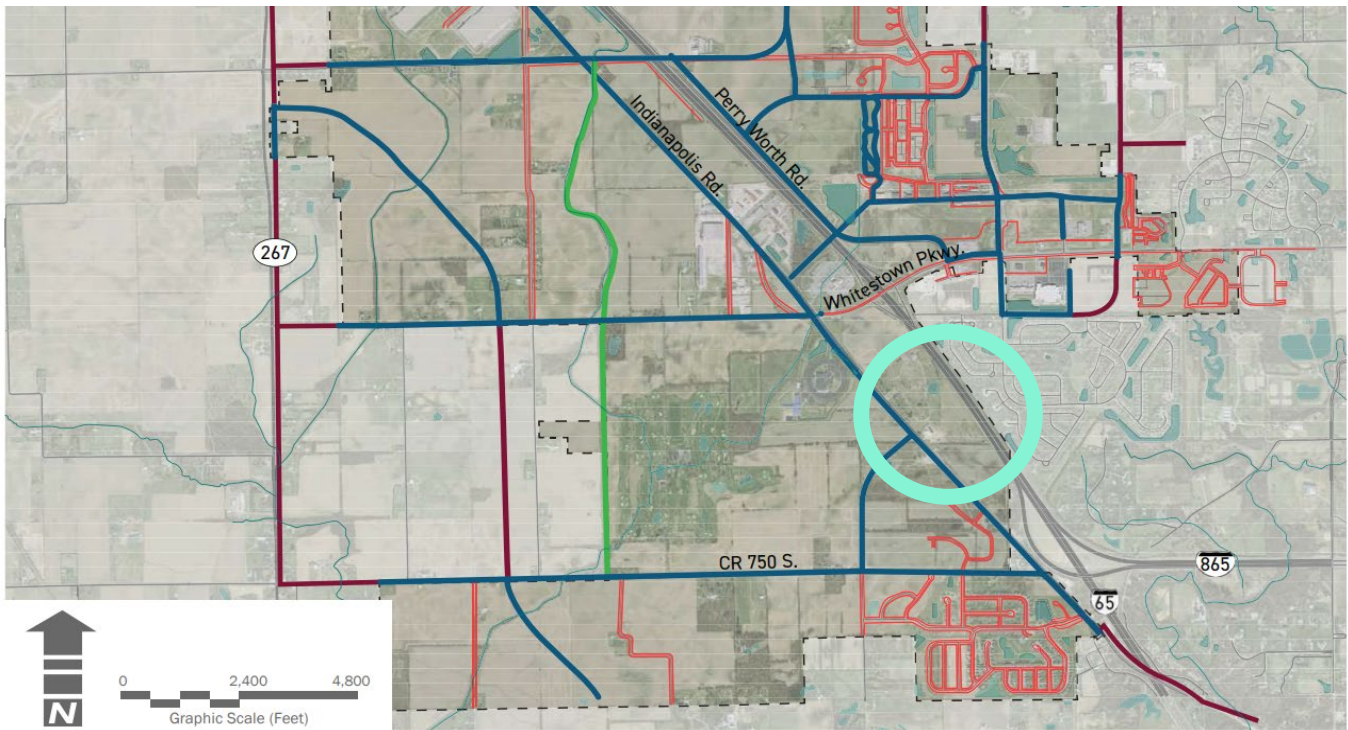 Indianapolis Rd.
Perry Worth Rd.
267
Whitestown Pkwy.
CR 750 S.
865
65
N
0 2,400 4,800
Graphic Scale (Feet)